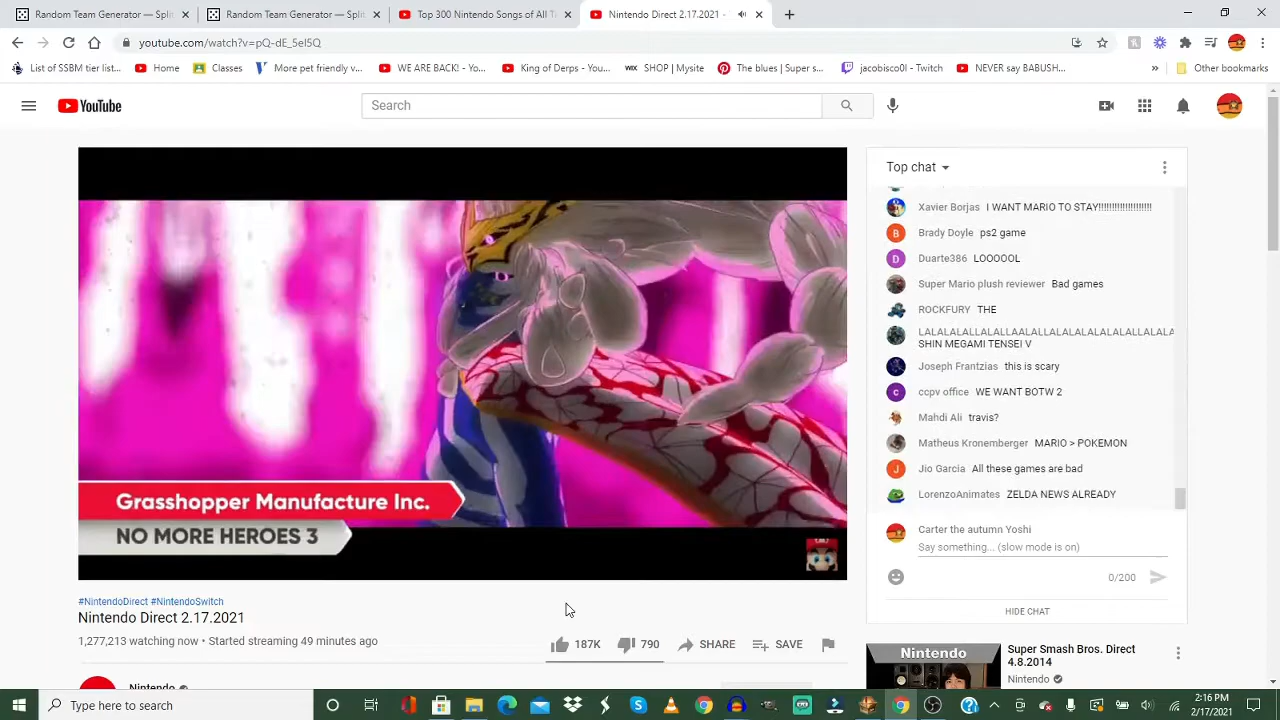 Random Team Generator — Spli
Random Team Generator — Spli
Top 300 Nintendo Songs of All T
Nintendo Direct 2.17.2021 -
youtube.com/watch?v=pQ-dE_5eI5Q
List of SSBM tier list...
Home
Classes
More pet friendly v...
WE ARE BACK! - Yo...
King of Derps - You...
WIX SHOP | Mysite
The blues | Super s...
jacobisco0l - Twitch
NEVER say BABUSH...
»
Other bookmarks
YouTube
Search
Top chat
Xavier Borjas I WANT MARIO TO STAY!!!!!!!!!!!!!!!!!!!!!
Brady Doyle ps2 game
Duarte386 LOOOOOL
Super Mario plush reviewer Bad games
ROCKFURY THE
LALALALALLALALLAALALLALALALALALALLALALA
SHIN MEGAMI TENSEI V
Joseph Frantzias this is scary
ccpv office WE WANT BOTW 2
Mahdi Ali travis?
Matheus Kronemberger MARIO > POKEMON
Jio Garcia All these games are bad
LorenzoAnimates ZELDA NEWS ALREADY
Carter the autumn Yoshi
Say something... (slow mode is on)
0/200
HIDE CHAT
Grasshopper Manufacture Inc.
NO MORE HEROES 3
#NintendoDirect #NintendoSwitch
Nintendo Direct 2.17.2021
1,277,213 watching now • Started streaming 49 minutes ago
187K
790
SHARE
SAVE
Nintendo
Nintendo
Super Smash Bros. Direct
4.8.2014
Nintendo
Type here to search
2:16 PM
2/17/2021